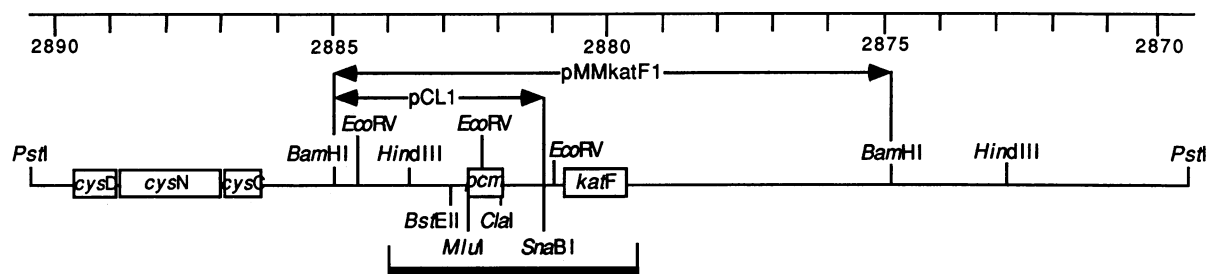 2890 2885 2880 2875 2870
pMMkatF1
pCL1
EcoRV EcoRV
PstI BamHI HindIII EcoRV BamHI HindIII PstI
cysD cysN cysC pcm katF
BstEII ClaI
MluI SnaBI